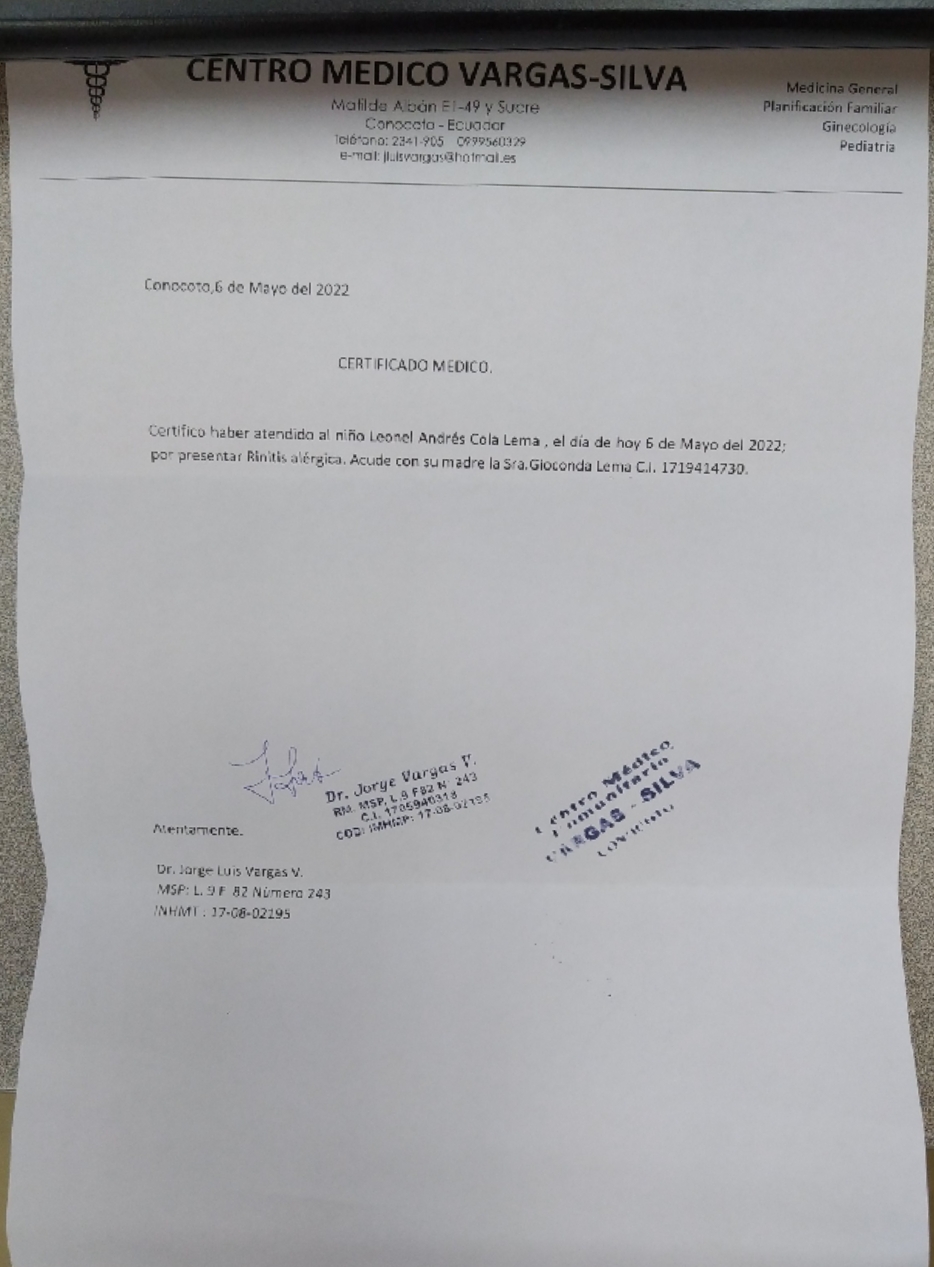 CENTRO MEDICO VARGAS-SILVA
Matilde Albán E1-49 y Sucre
Conocoto - Ecuador
Teléfono: 2341-905 0999560329
e-mail: jluisvargas@hotmail.es
Medicina General
Planificación Familiar
Ginecología
Pediatría
Conocoto,6 de Mayo del 2022
CERTIFICADO MEDICO.
Certifico haber atendido al niño Leonel Andrés Cola Lema , el día de hoy 6 de Mayo del 2022;
por presentar Rinitis alérgica. Acude con su madre la Sra.Gioconda Lema C.I. 1719414730.
Dr. Jorge Vargas V.
RM. MSP. L.9 F82 N. 243
C.I. 1705940318
COD: IMHMP: 17-08-02195
Centro Médico
Comunitario
VARGAS - SILVA
CONOCOTO
Atentamente.
Dr. Jorge Luis Vargas V.
MSP: L. 9 F 82 Número 243
INHMT : 17-08-02195